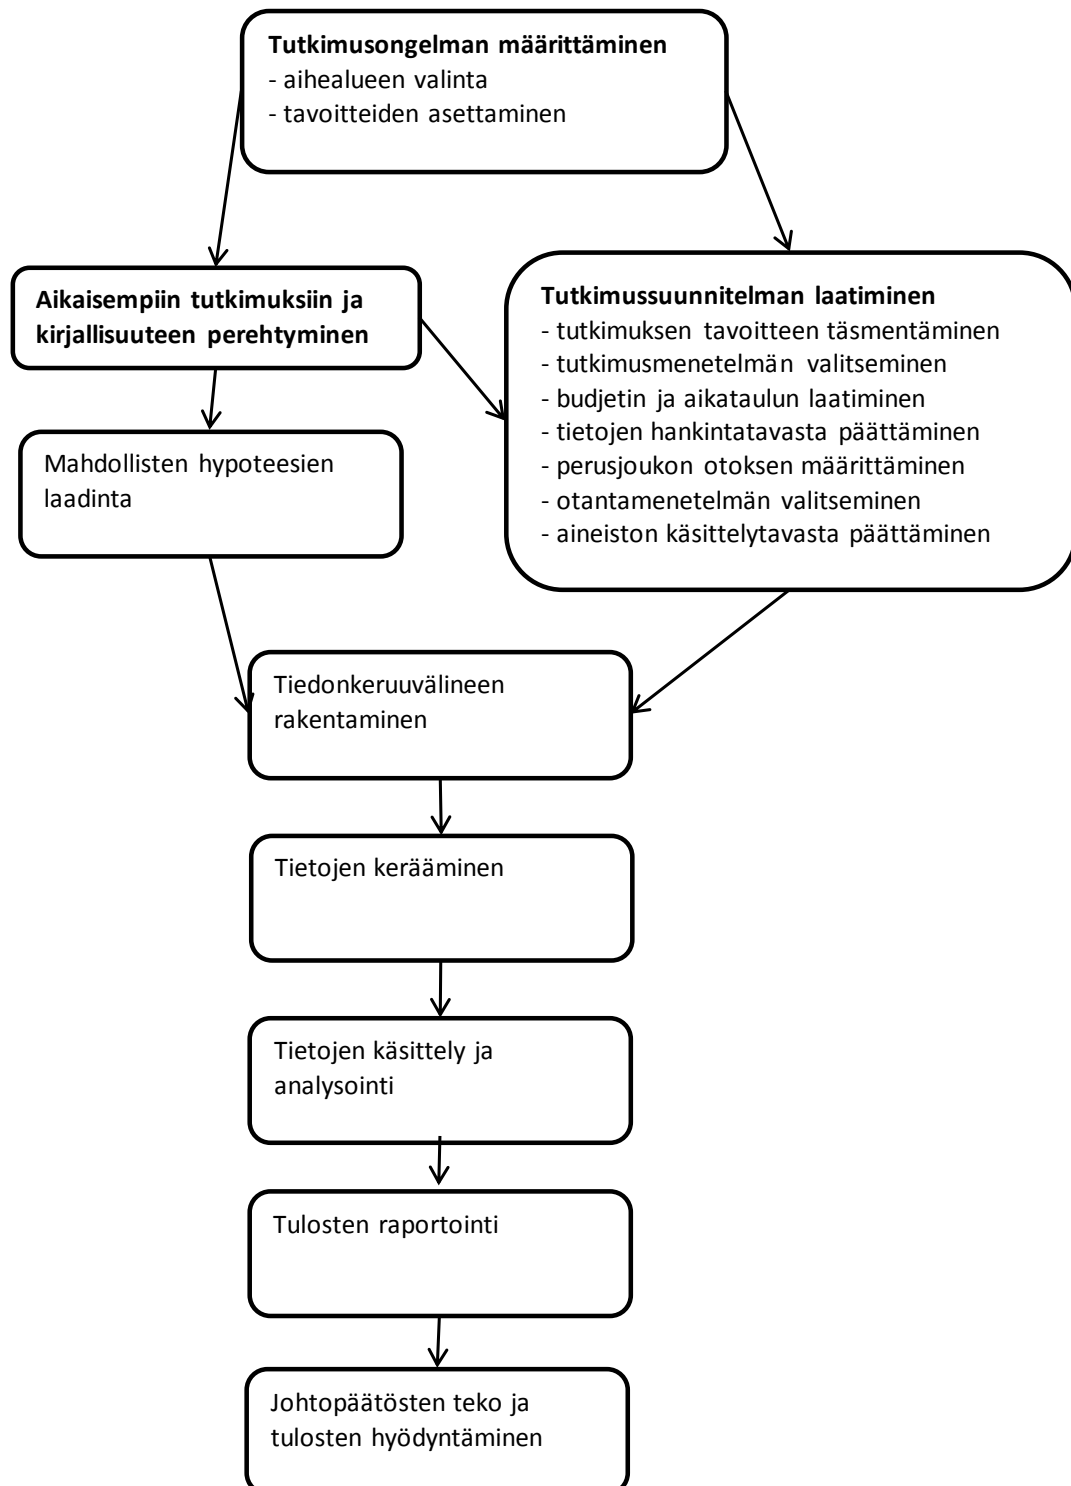 Tutkimusongelman määrittäminen
- aihealueen valinta
- tavoitteiden asettaminen
Aikaisempiin tutkimuksiin ja
kirjallisuuteen perehtyminen
Tutkimussuunnitelman laatiminen
- tutkimuksen tavoitteen täsmentäminen
- tutkimusmenetelmän valitseminen
- budjetin ja aikataulun laatiminen
- tietojen hankintatavasta päättäminen
- perusjoukon otoksen määrittäminen
- otantamenetelmän valitseminen
- aineiston käsittelytavasta päättäminen
Mahdollisten hypoteesien
laadinta
Tiedonkeruuvälineen
rakentaminen
Tietojen kerääminen
Tietojen käsittely ja
analysointi
Tulosten raportointi
Johtopäätösten teko ja
tulosten hyödyntäminen